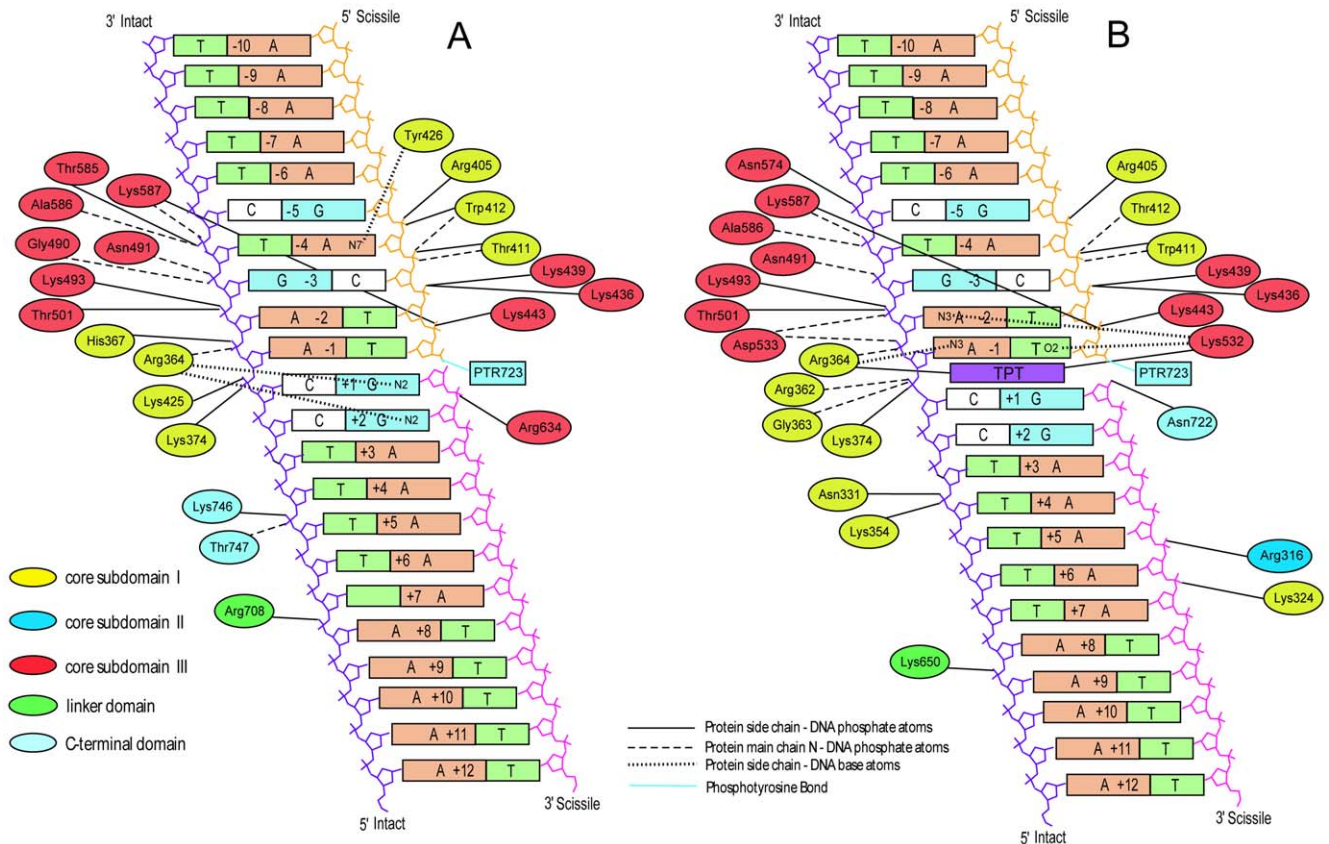 3' Intact
5' Scissile
A
T -10 A
T -9 A
T -8 A
T -7 A
T -6 A
C -5 G
T -4 A N7
G -3 C
A -2 T
A -1 T
C +1 G N2
C +2 G N2
T +3 A
T +4 A
T +5 A
T +6 A
+7 A
A +8 T
A +9 T
A +10 T
A +11 T
A +12 T
Thr585
Lys587
Ala586
Gly490
Asn491
Lys493
Thr501
His367
Arg364
Lys425
Lys374
Lys746
Thr747
Arg708
Tyr426
Arg405
Trp412
Thr411
Lys439
Lys436
Lys443
PTR723
Arg634
5' Intact
3' Scissile
core subdomain I
core subdomain II
core subdomain III
linker domain
C-terminal domain
Protein side chain - DNA phosphate atoms
Protein main chain N - DNA phosphate atoms
Protein side chain - DNA base atoms
Phosphotyrosine Bond
3' Intact
5' Scissile
B
T -10 A
T -9 A
T -8 A
T -7 A
T -6 A
C -5 G
T -4 A
G -3 C
N3 A -2 T
N3 A -1 T O2
TPT
C +1 G
C +2 G
T +3 A
T +4 A
T +5 A
T +6 A
T +7 A
A +8 T
A +9 T
A +10 T
A +11 T
A +12 T
Asn574
Lys587
Ala586
Asn491
Lys493
Thr501
Asp533
Arg364
Arg362
Gly363
Lys374
Asn331
Lys354
Lys650
Arg405
Thr412
Trp411
Lys439
Lys436
Lys443
Lys532
PTR723
Asn722
Arg316
Lys324
5' Intact
3' Scissile